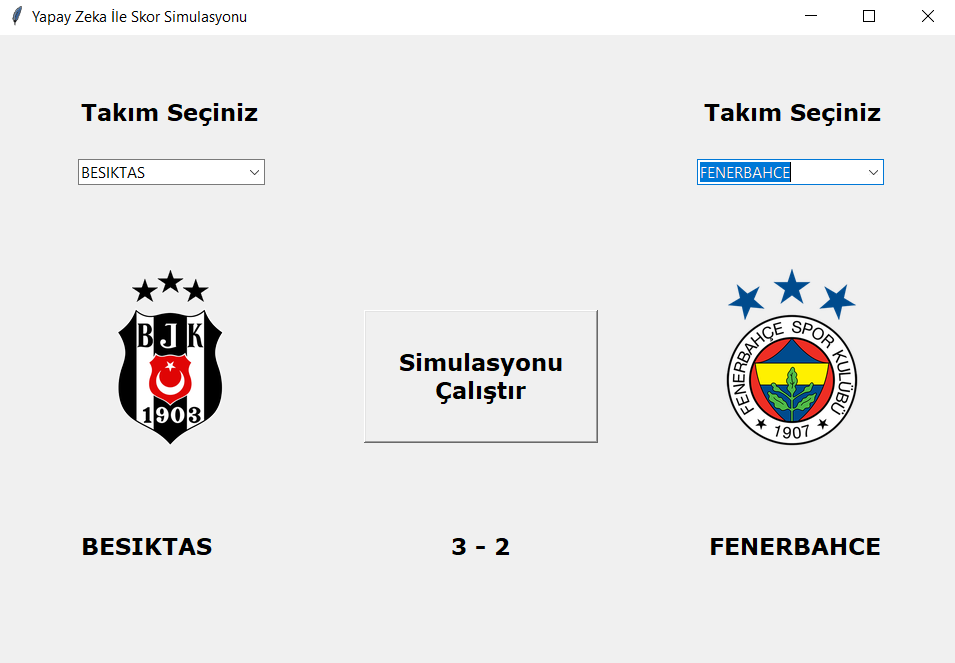 Yapay Zeka İle Skor Simulasyonu
Takım Seçiniz
Takım Seçiniz
BESIKTAS
FENERBAHCE
BJK
1903
FENERBAHÇE SPOR KULÜBÜ
1907
Simulasyonu
Çalıştır
BESIKTAS
3 - 2
FENERBAHCE